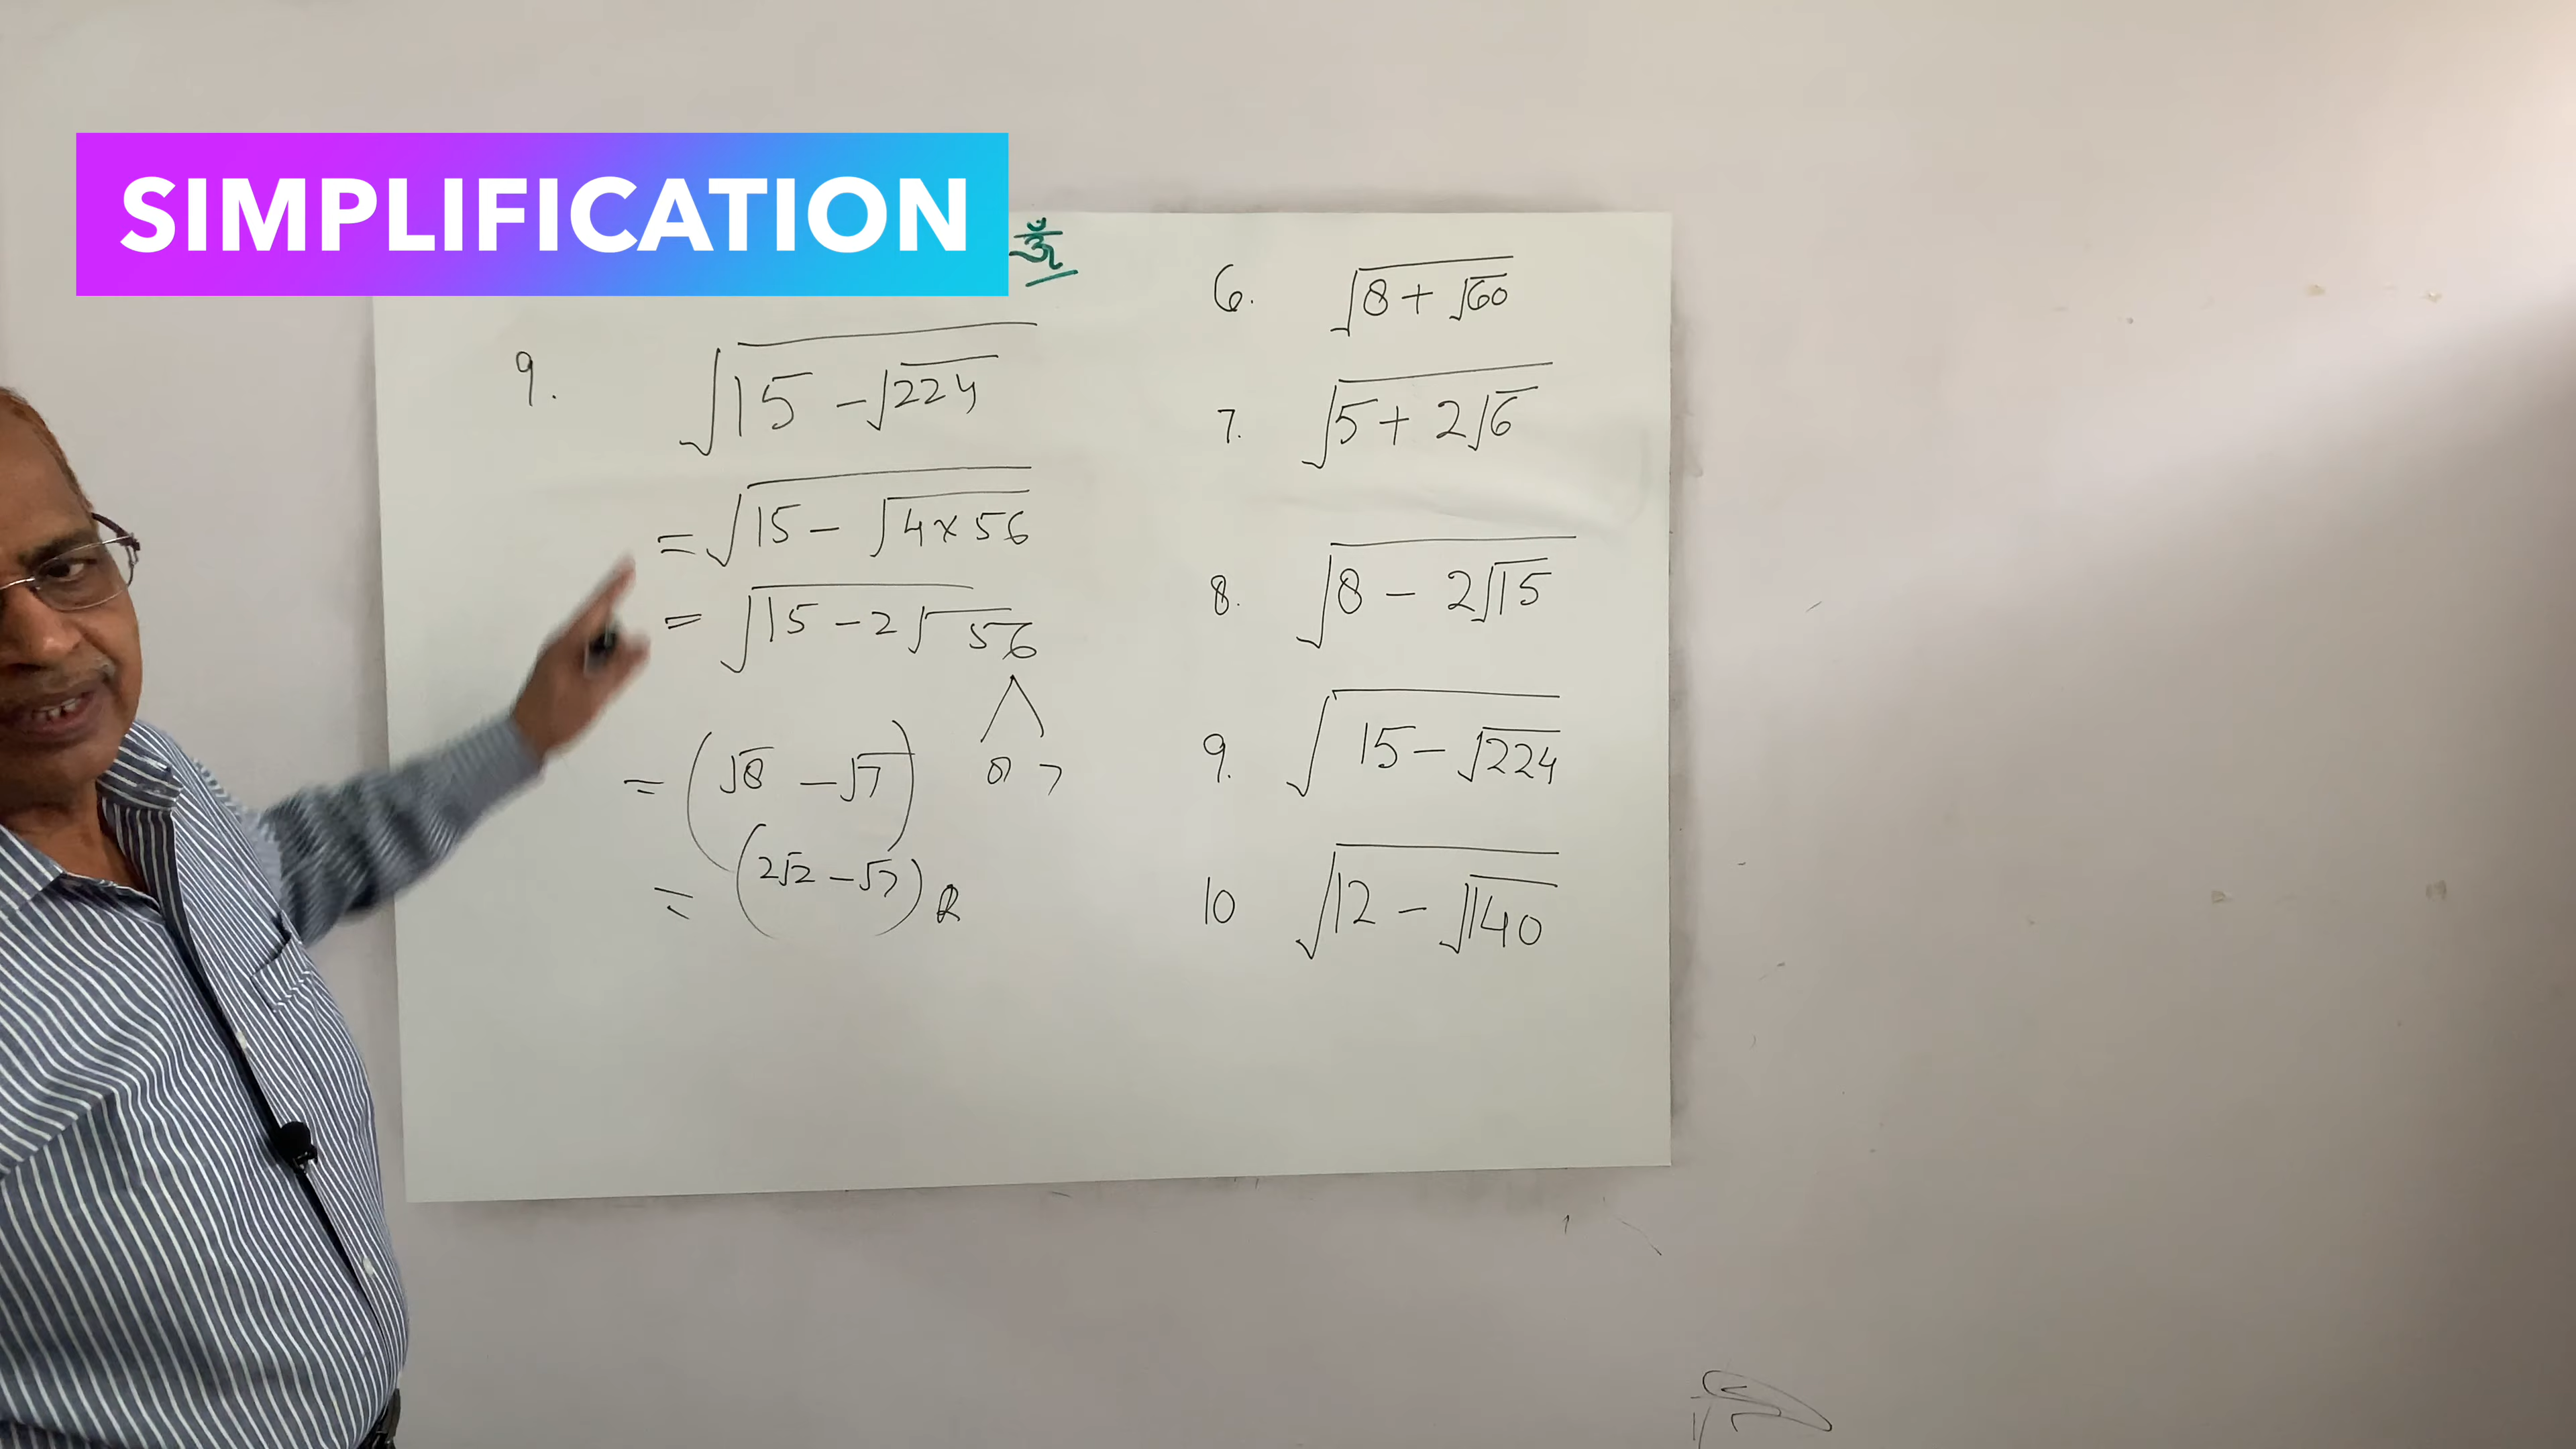 SIMPLIFICATION
ॐ
9. √(15 - √224)
= √(15 - √(4 × 56))
= √(15 - 2√56)
8 7
= (√8 - √7)
= (2√2 - √7)
6. √(8 + √60)
7. √(5 + 2√6)
8. √(8 - 2√15)
9. √(15 - √224)
10 √(12 - √140)